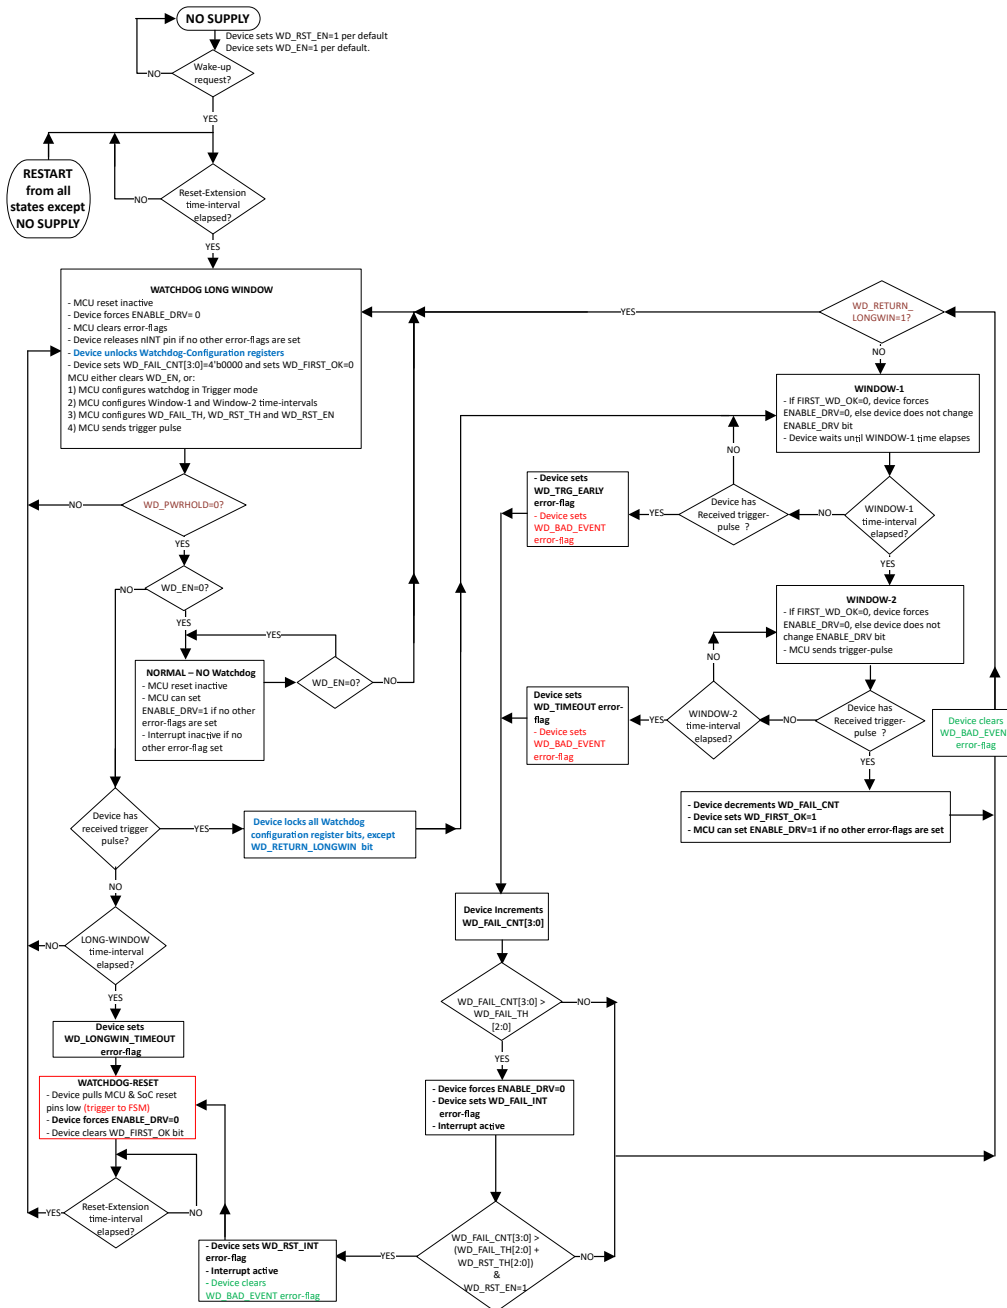 NO SUPPLY
Device sets WD_RST_EN=1 per default
Device sets WD_EN=1 per default.
Wake-up
request?
NO
YES
RESTART
from all
states except
NO SUPPLY
Reset-Extension
time-interval
elapsed?
NO
YES
WATCHDOG LONG WINDOW
- MCU reset inactive
- Device forces ENABLE_DRV= 0
- MCU clears error-flags
- Device releases nINT pin if no other error-flags are set
- Device unlocks Watchdog-Configuration registers
- Device sets WD_FAIL_CNT[3:0]=4'b0000 and sets WD_FIRST_OK=0
MCU either clears WD_EN, or:
1) MCU configures watchdog in Trigger mode
2) MCU configures Window-1 and Window-2 time-intervals
3) MCU configures WD_FAIL_TH, WD_RST_TH and WD_RST_EN
4) MCU sends trigger pulse
YES
WD_RETURN_
LONGWIN=1?
NO
WINDOW-1
- If FIRST_WD_OK=0, device forces
ENABLE_DRV=0, else device does not change
ENABLE_DRV bit
- Device waits until WINDOW-1 time elapses
NO
- Device sets
WD_TRG_EARLY
error-flag
- Device sets
WD_BAD_EVENT
error-flag
YES
Device has
Received trigger-
pulse ?
NO
WINDOW-1
time-interval
elapsed?
YES
NO
WD_PWRHOLD=0?
YES
WD_EN=0?
NO
YES
YES
NORMAL – NO Watchdog
- MCU reset inactive
- MCU can set
ENABLE_DRV=1 if no other
error-flags are set
- Interrupt inactive if no
other error-flag set
WD_EN=0?
NO
WINDOW-2
- If FIRST_WD_OK=0, device forces
ENABLE_DRV=0, else device does not
change ENABLE_DRV bit
- MCU sends trigger-pulse
NO
Device sets
WD_TIMEOUT error-
flag
- Device sets
WD_BAD_EVENT
error-flag
YES
WINDOW-2
time-interval
elapsed?
NO
Device has
Received trigger-
pulse ?
YES
Device clears
WD_BAD_EVEN
error-flag
- Device decrements WD_FAIL_CNT
- Device sets WD_FIRST_OK=1
- MCU can set ENABLE_DRV=1 if no other error-flags are set
Device has
received trigger
pulse?
YES
Device locks all Watchdog
configuration register bits, except
WD_RETURN_LONGWIN bit
NO
LONG-WINDOW
time-interval
elapsed?
NO
YES
Device sets
WD_LONGWIN_TIMEOUT
error-flag
WATCHDOG-RESET
- Device pulls MCU & SoC reset
pins low (trigger to FSM)
- Device forces ENABLE_DRV=0
- Device clears WD_FIRST_OK bit
Reset-Extension
time-interval
elapsed?
YES
NO
Device Increments
WD_FAIL_CNT[3:0]
WD_FAIL_CNT[3:0] >
WD_FAIL_TH
[2:0]
NO
YES
- Device forces ENABLE_DRV=0
- Device sets WD_FAIL_INT
error-flag
- Interrupt active
WD_FAIL_CNT[3:0] >
(WD_FAIL_TH[2:0] +
WD_RST_TH[2:0])
&
WD_RST_EN=1
NO
YES
- Device sets WD_RST_INT
error-flag
- Interrupt active
- Device clears
WD_BAD_EVENT error-flag